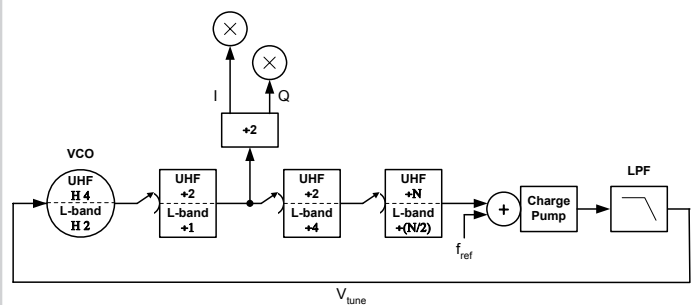 I
Q
+2
VCO
UHF
H 4
L-band
H 2
UHF
+2
L-band
+1
UHF
+2
L-band
+4
UHF
+N
L-band
+(N/2)
+
Charge
Pump
LPF
fref
Vtune